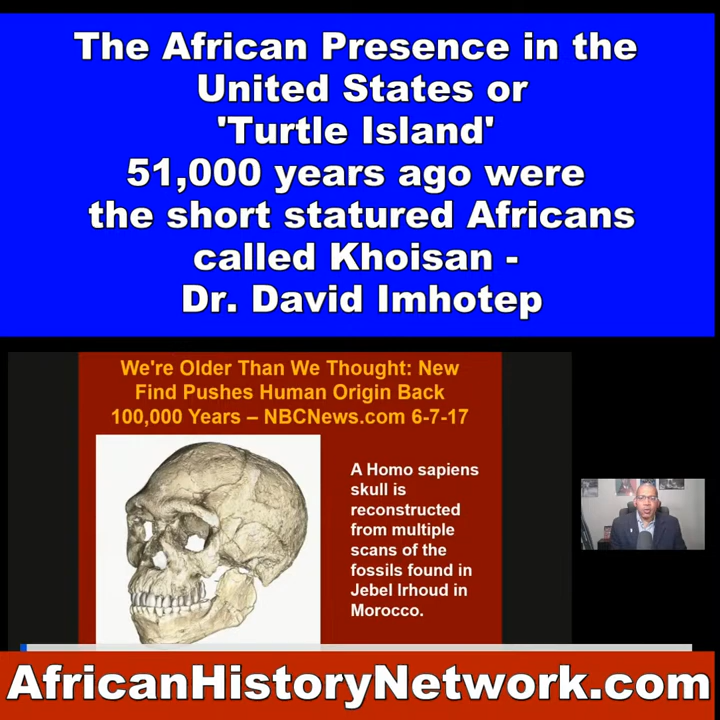 The African Presence in the
United States or
'Turtle Island'
51,000 years ago were
the short statured Africans
called Khoisan -
Dr. David Imhotep
We're Older Than We Thought: New
Find Pushes Human Origin Back
100,000 Years – NBCNews.com 6-7-17
A Homo sapiens
skull is
reconstructed
from multiple
scans of the
fossils found in
Jebel Irhoud in
Morocco.
AfricanHistoryNetwork.com